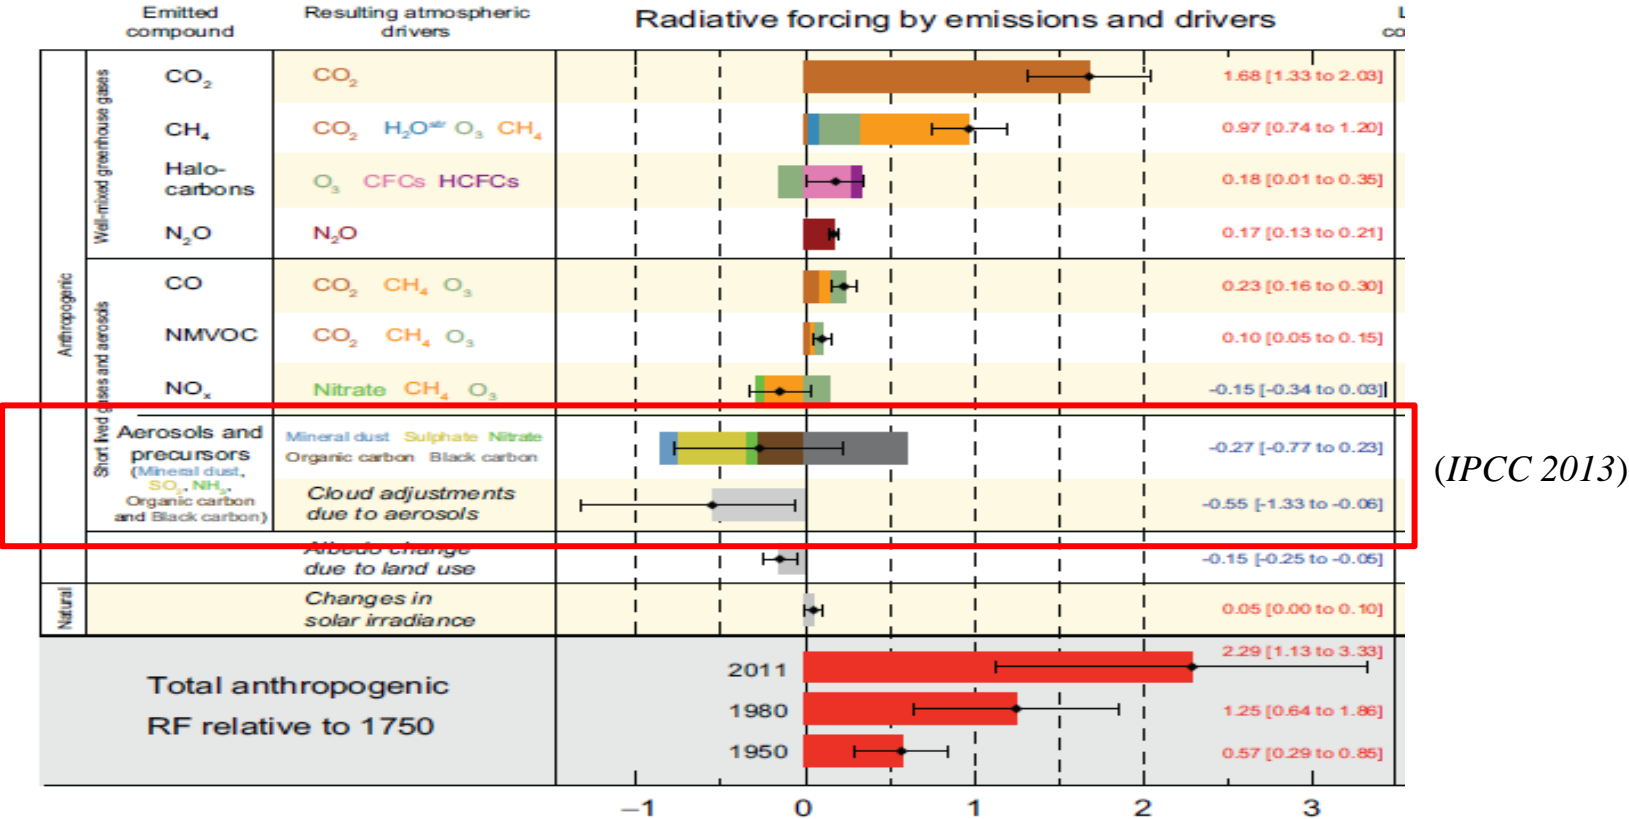 Emitted compound
Resulting atmospheric drivers
Radiative forcing by emissions and drivers
Anthropogenic
Well-mixed greenhouse gases
CO₂ CO₂ 1.68 [1.33 to 2.03]
CH₄ CO₂ H₂Oˢᵗʳ O₃ CH₄ 0.97 [0.74 to 1.20]
Halo-carbons O₃ CFCs HCFCs 0.18 [0.01 to 0.35]
N₂O N₂O 0.17 [0.13 to 0.21]
Short lived gases and aerosols
CO CO₂ CH₄ O₃ 0.23 [0.16 to 0.30]
NMVOC CO₂ CH₄ O₃ 0.10 [0.05 to 0.15]
NOₓ Nitrate CH₄ O₃ -0.15 [-0.34 to 0.03]
Aerosols and
precursors
(Mineral dust,
SO₂, NH₃,
Organic carbon
and Black carbon)
Mineral dust Sulphate Nitrate
Organic carbon Black carbon
-0.27 [-0.77 to 0.23]
Cloud adjustments
due to aerosols
-0.55 [-1.33 to -0.06]
(IPCC 2013)
Albedo change
due to land use
-0.15 [-0.25 to -0.05]
Natural
Changes in
solar irradiance
0.05 [0.00 to 0.10]
Total anthropogenic
RF relative to 1750
2011 2.29 [1.13 to 3.33]
1980 1.25 [0.64 to 1.86]
1950 0.57 [0.29 to 0.85]
−1 0 1 2 3